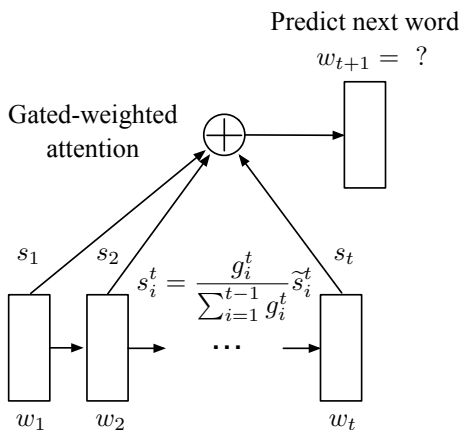 Predict next word
w_{t+1} = ?
Gated-weighted
attention
s_1 s_2 s_t
s_i^t = \frac{g_i^t}{\sum_{i=1}^{t-1} g_i^t} \widetilde{s}_i^t
...
w_1 w_2 w_t